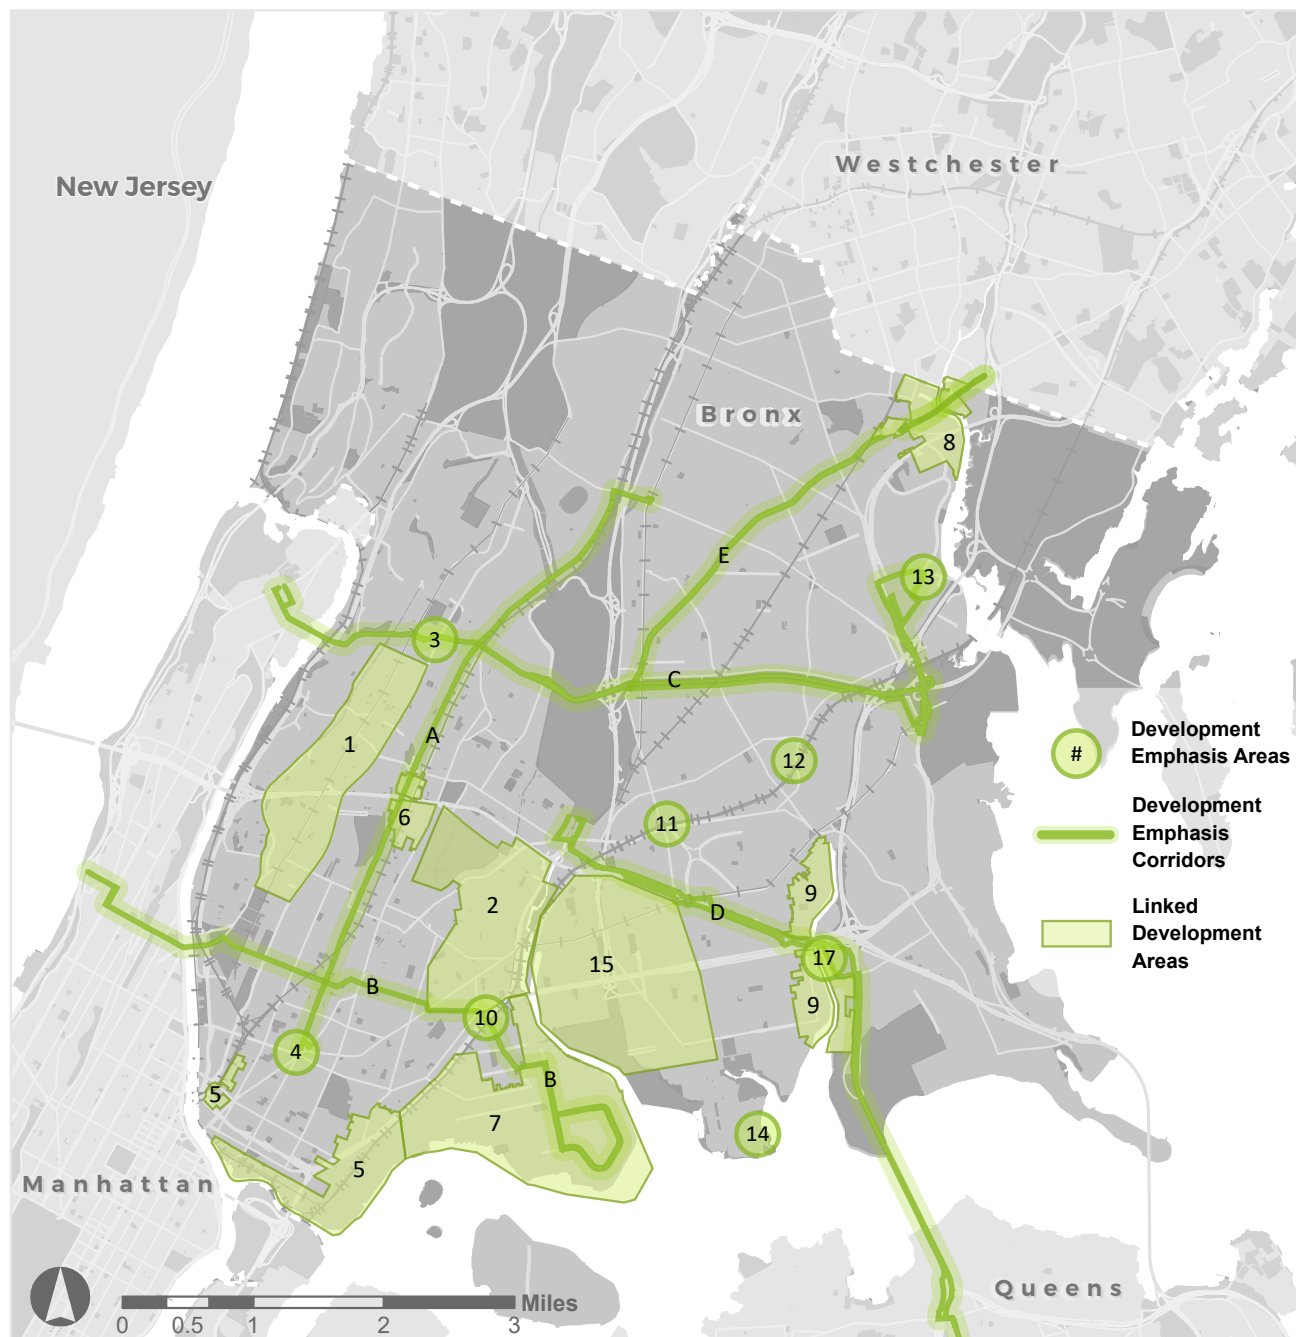 Westchester
New Jersey
Bronx
8
E
13
3
C
A
1
12
6
11
2
9
D
17
15
B
9
10
4
B
5
7
14
5
Manhattan
Queens
#
Development
Emphasis Areas
Development
Emphasis
Corridors
Linked
Development
Areas
Miles
0 0.5 1 2 3